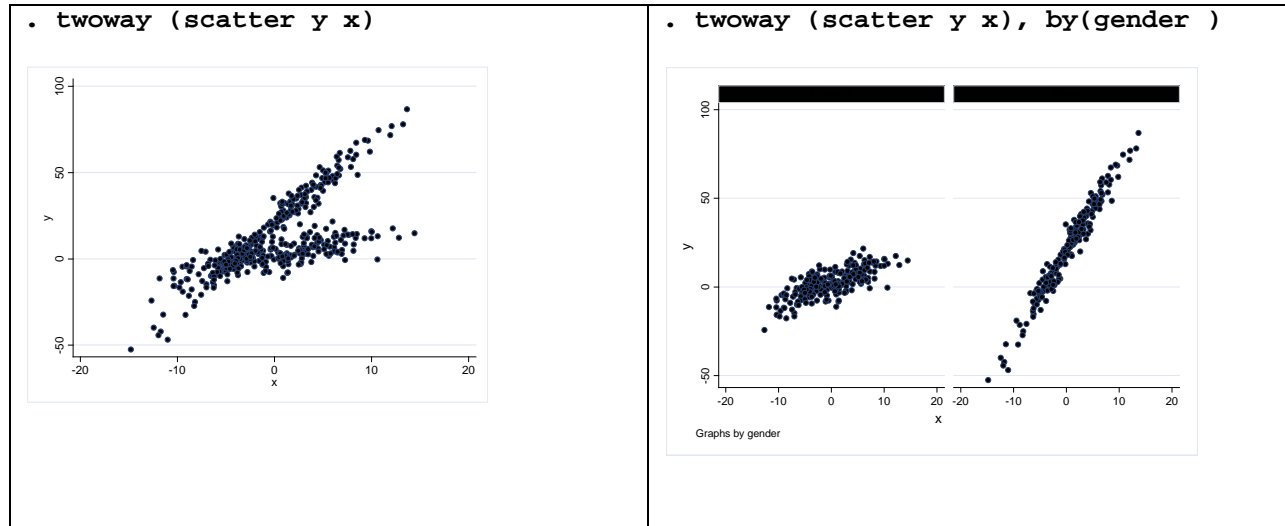 . twoway (scatter y x)
100
50
0
-50
y
-20 -10 0 10 20
x
. twoway (scatter y x), by(gender )
100
50
0
-50
y
-20 -10 0 10 20 -20 -10 0 10 20
x
Graphs by gender